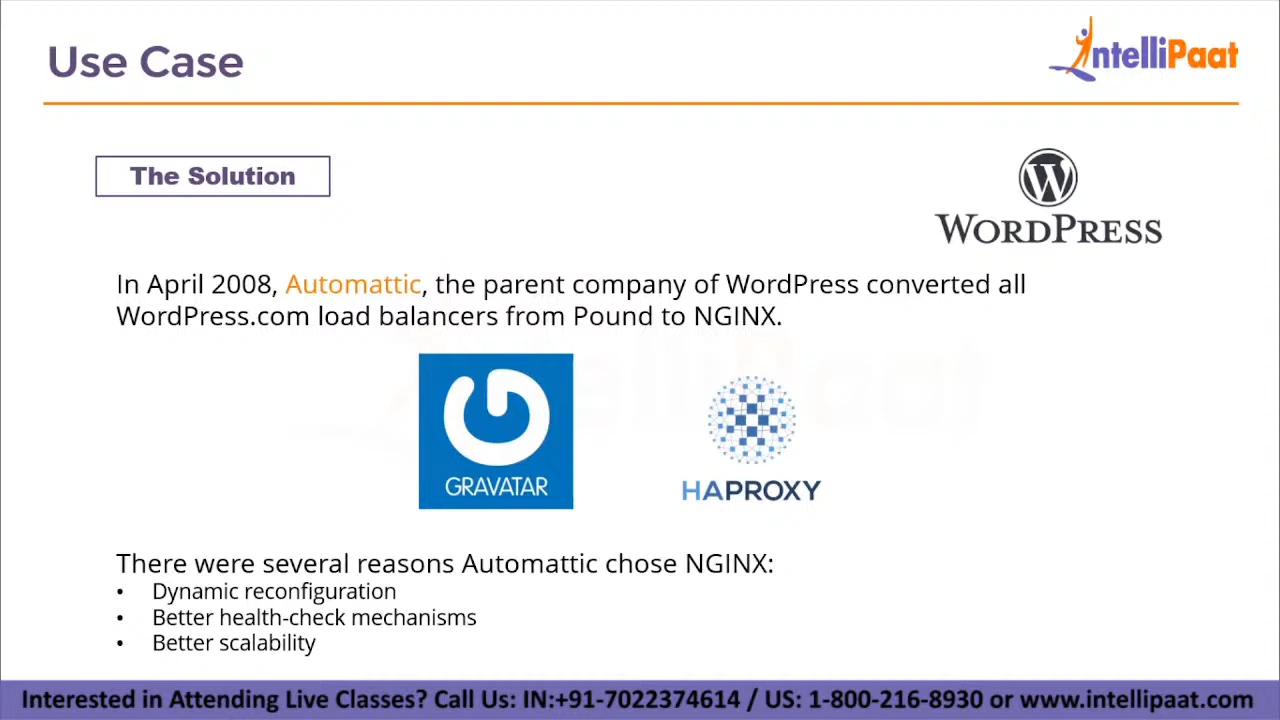 Use Case
IntelliPaat
The Solution
WORDPRESS
In April 2008, Automattic, the parent company of WordPress converted all
WordPress.com load balancers from Pound to NGINX.
IntelliPaat
GRAVATAR
HAPROXY
There were several reasons Automattic chose NGINX:
• Dynamic reconfiguration
• Better health-check mechanisms
• Better scalability
Interested in Attending Live Classes? Call Us: IN:+91-7022374614 / US: 1-800-216-8930 or www.intellipaat.com